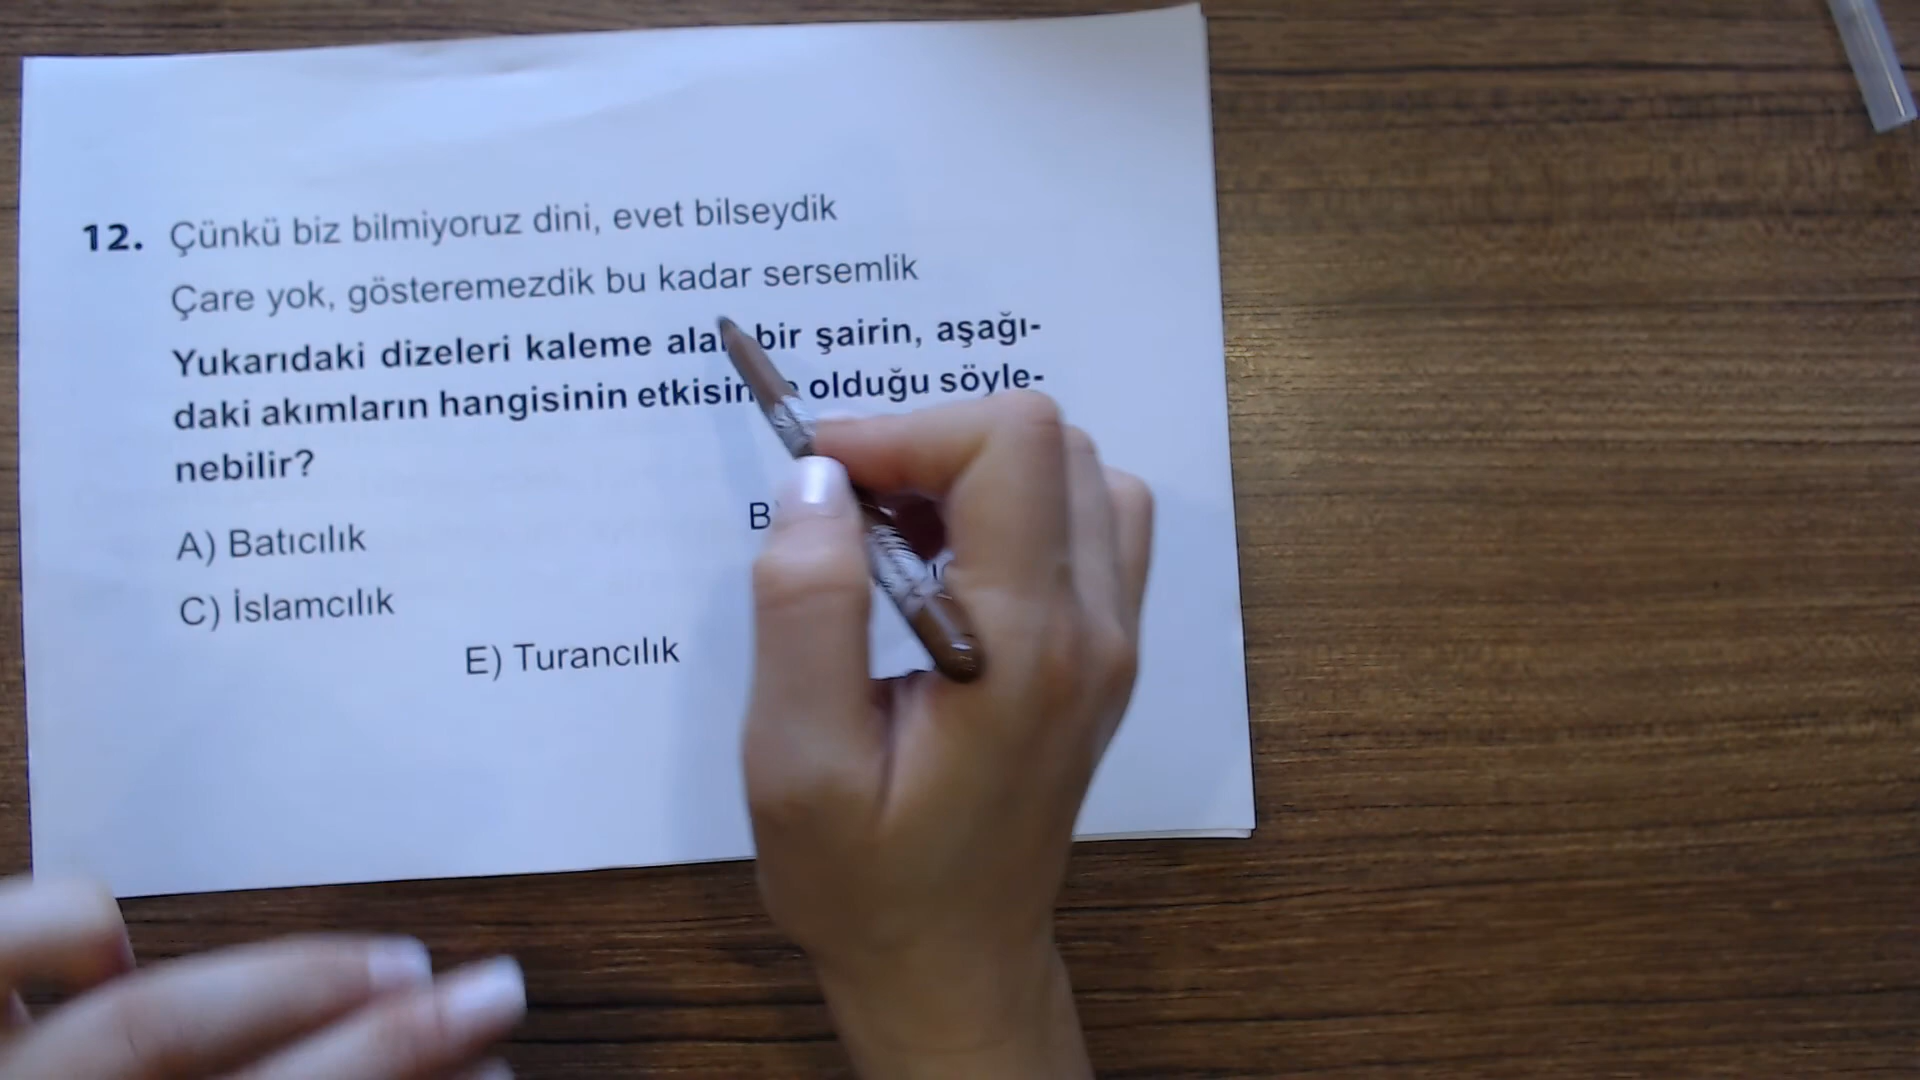 12. Çünkü biz bilmiyoruz dini, evet bilseydik
Çare yok, gösteremezdik bu kadar sersemlik
Yukarıdaki dizeleri kaleme bir şairin, aşağı-
daki akımların hangisinin olduğu söyle-
nebilir?
A) Batıcılık B)
C) İslamcılık
E) Turancılık